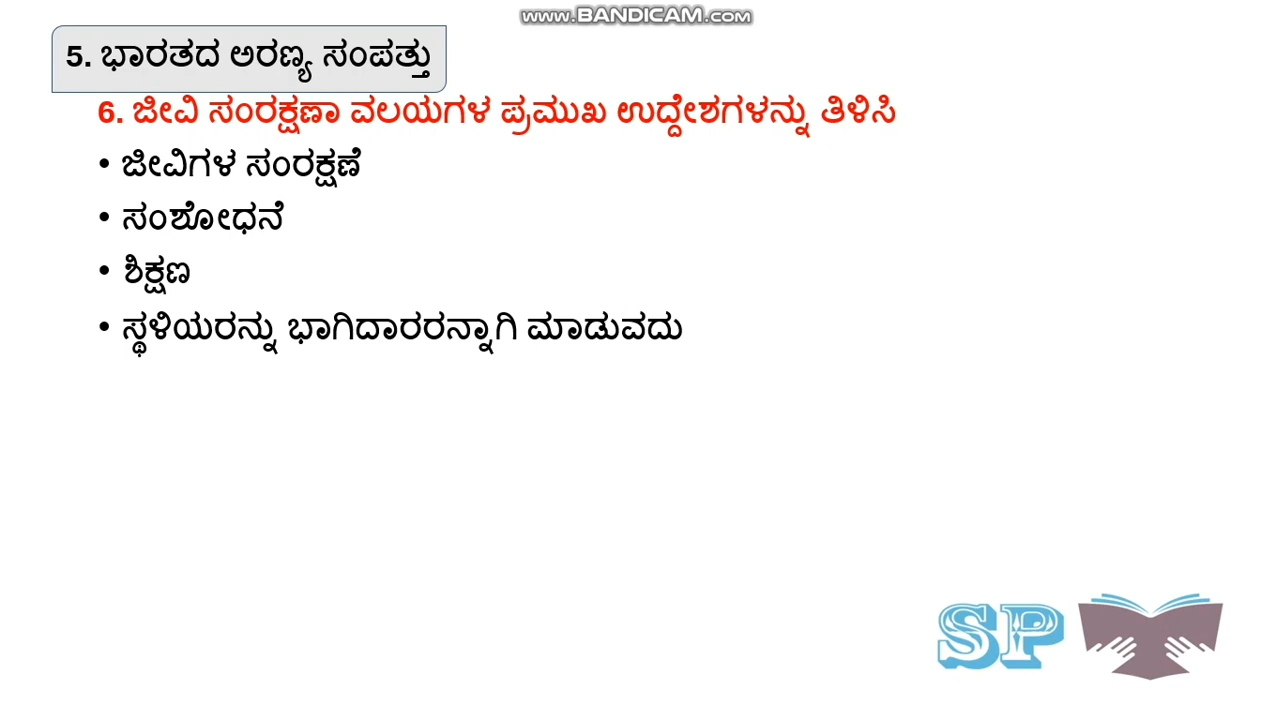 www.BANDICAM.com
5. ಭಾರತದ ಅರಣ್ಯ ಸಂಪತ್ತು
6. ಜೀವಿ ಸಂರಕ್ಷಣಾ ವಲಯಗಳ ಪ್ರಮುಖ ಉದ್ದೇಶಗಳನ್ನು ತಿಳಿಸಿ
• ಜೀವಿಗಳ ಸಂರಕ್ಷಣೆ
• ಸಂಶೋಧನೆ
• ಶಿಕ್ಷಣ
• ಸ್ಥಳಿಯರನ್ನು ಭಾಗಿದಾರರನ್ನಾಗಿ ಮಾಡುವದು
SP